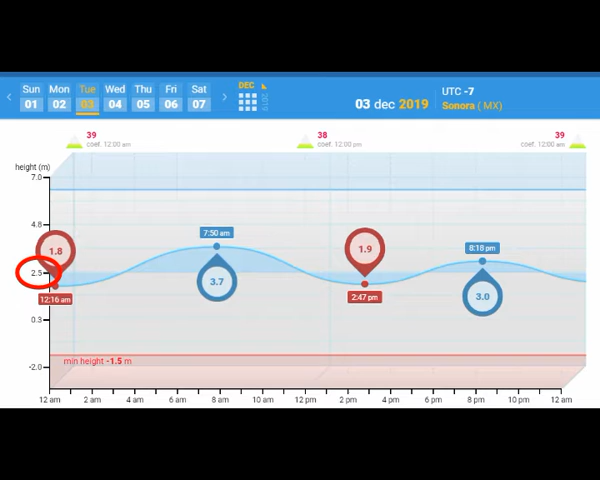 Sun Mon Tue Wed Thu Fri Sat DEC
01 02 03 04 05 06 07 2019
03 dec 2019
UTC -7
Sonora ( MX)
39
coef. 12:00 am
38
coef. 12:00 pm
39
coef. 12:00 am
height (m)
7.0
4.8
2.5
0.3
-2.0
1.8
12:16 am
7:50 am
3.7
1.9
2:47 pm
8:18 pm
3.0
min height -1.5 m
12 am 2 am 4 am 6 am 8 am 10 am 12 am 2 pm 4 pm 6 pm 8 pm 10 pm 12 am